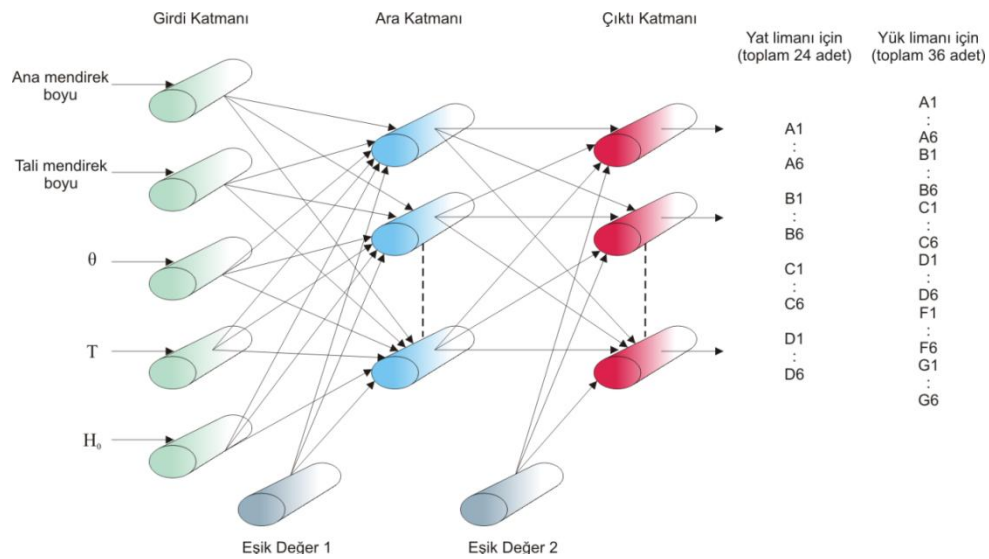 Girdi Katmanı
Ara Katmanı
Çıktı Katmanı
Ana mendirek
boyu
Tali mendirek
boyu
θ
T
H₀
Eşik Değer 1
Eşik Değer 2
Yat limanı için
(toplam 24 adet)
A1
:
A6
B1
:
B6
C1
:
C6
D1
:
D6
Yük limanı için
(toplam 36 adet)
A1
:
A6
B1
:
B6
C1
:
C6
D1
:
D6
F1
:
F6
G1
:
G6